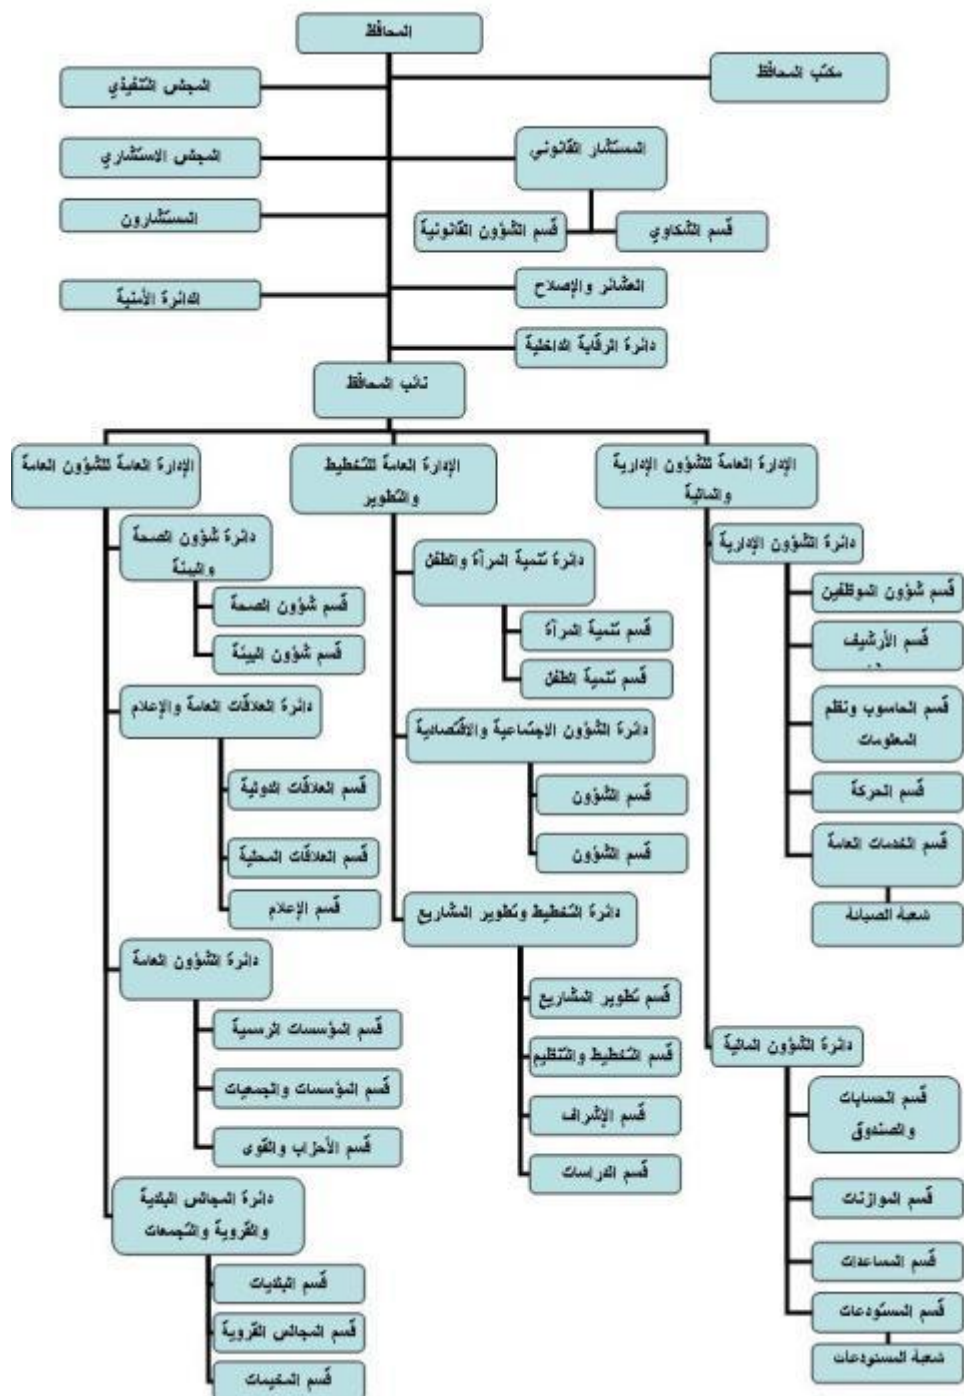 المحافظ
مكتب المحافظ
المجلس التنفيذي
المستشار القانوني
المجلس الاستشاري
قسم الشكاوي
قسم الشؤون القانونية
المستشارون
العشائر والإصلاح
الدائرة الأمنية
دائرة الرقابة الداخلية
نائب المحافظ
الإدارة العامة للشؤون الإدارية
والمالية
دائرة الشؤون الإدارية
قسم شؤون الموظفين
قسم الأرشيف
قسم الحاسوب ونظم
المعلومات
قسم الحركة
قسم الخدمات العامة
شعبة الصيانة
دائرة الشؤون المالية
قسم الحسابات
والصندوق
قسم الموازنات
قسم المساعدات
قسم المستودعات
شعبة المستودعات
الإدارة العامة للتخطيط
والتطوير
دائرة تنمية المرأة والطفل
قسم تنمية المرأة
قسم تنمية الطفل
دائرة الشؤون الاجتماعية والاقتصادية
قسم الشؤون
قسم الشؤون
دائرة التخطيط وتطوير المشاريع
قسم تطوير المشاريع
قسم التخطيط والتنظيم
قسم الإشراف
قسم الدراسات
الإدارة العامة للشؤون العامة
دائرة شؤون الصحة
والبيئة
قسم شؤون الصحة
قسم شؤون البيئة
دائرة العلاقات العامة والإعلام
قسم العلاقات الدولية
قسم العلاقات المحلية
قسم الإعلام
دائرة الشؤون العامة
قسم المؤسسات الرسمية
قسم المؤسسات والجمعيات
قسم الأحزاب والقوى
دائرة المجالس البلدية
والقروية والتجمعات
قسم البلديات
قسم المجالس القروية
قسم المخيمات